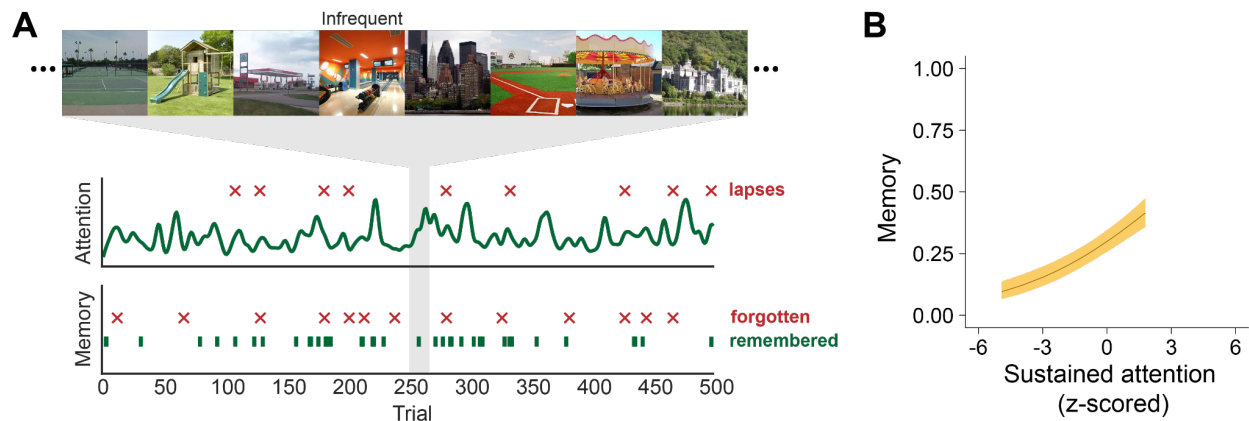 A
Infrequent
•••
•••
Attention
lapses
Memory
forgotten
remembered
0 50 100 150 200 250 300 350 400 450 500
Trial
B
Memory
1.00
0.75
0.50
0.25
0.00
-6 -3 0 3 6
Sustained attention
(z-scored)